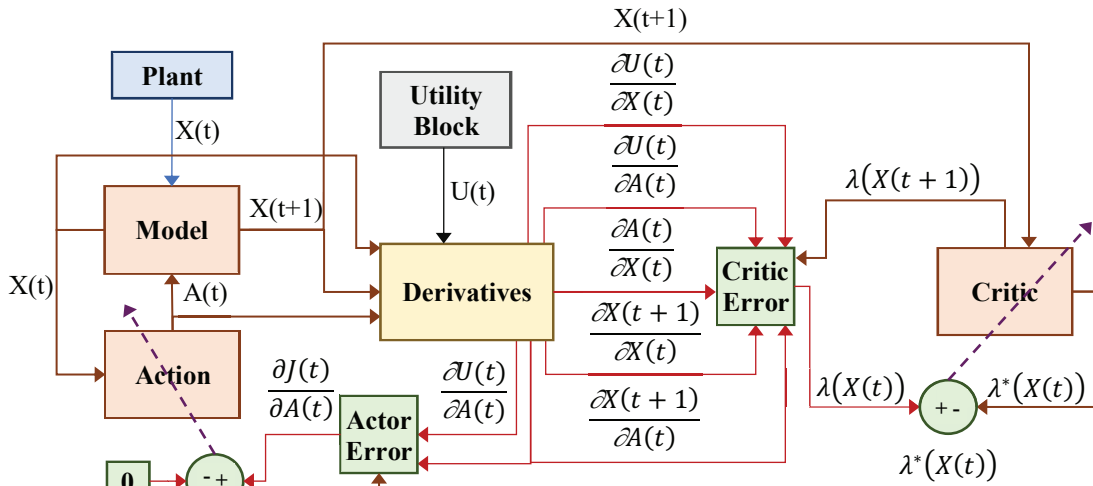 X(t+1)
Plant
Utility
Block
∂U(t)
∂X(t)
X(t)
∂U(t)
∂A(t)
λ(X(t + 1))
U(t)
Model
X(t+1)
∂A(t)
∂X(t)
X(t)
A(t)
Derivatives
Critic
Error
Critic
∂X(t + 1)
∂X(t)
Action
∂J(t)
∂A(t)
∂U(t)
∂A(t)
λ(X(t))
λ*(X(t))
+ -
∂X(t + 1)
∂A(t)
Actor
Error
λ*(X(t))
0
- +